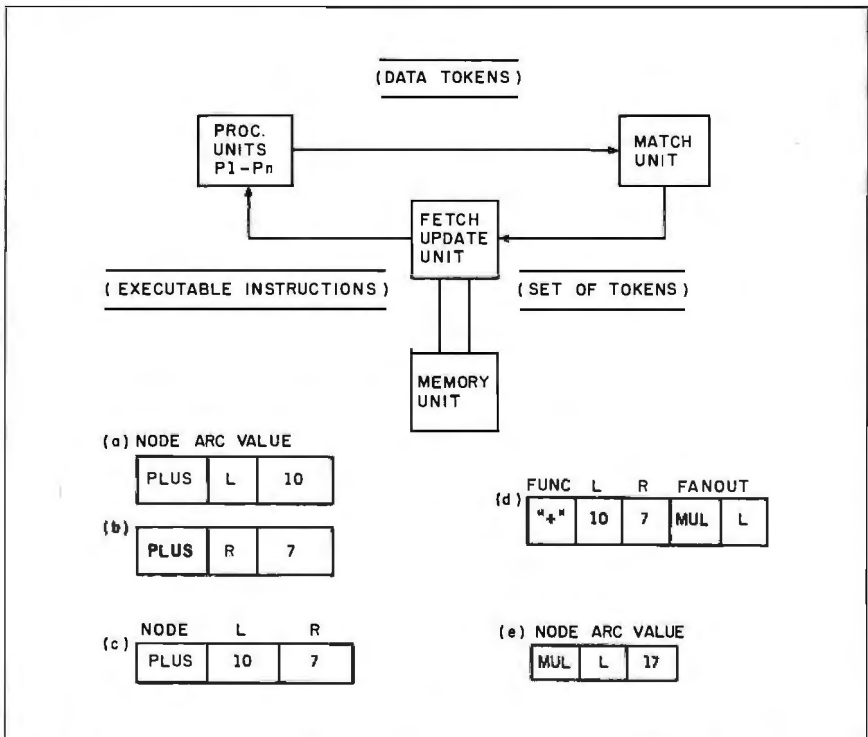 (DATA TOKENS)
PROC.
UNITS
P1-Pn
MATCH
UNIT
FETCH
UPDATE
UNIT
(EXECUTABLE INSTRUCTIONS)
(SET OF TOKENS)
MEMORY
UNIT
(a) NODE ARC VALUE
PLUS L 10
(b)
PLUS R 7
(c) NODE L R
PLUS 10 7
(d) FUNC L R FANOUT
"+" 10 7 MUL L
(e) NODE ARC VALUE
MUL L 17